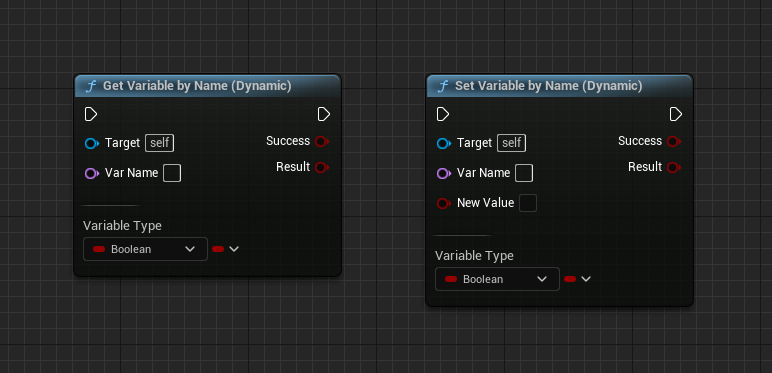 f Get Variable by Name (Dynamic)
Target self
Success
Var Name
Result
Variable Type
Boolean
f Set Variable by Name (Dynamic)
Target self
Success
Var Name
Result
New Value
Variable Type
Boolean